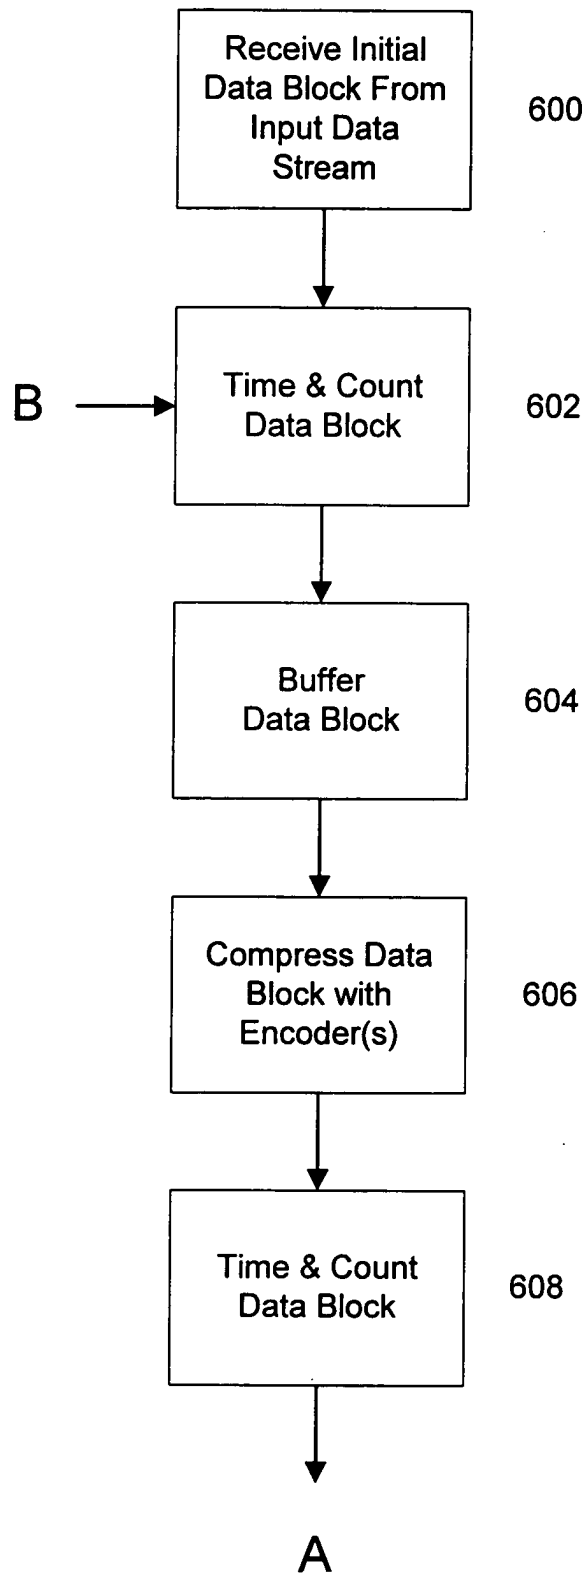 Receive Initial
Data Block From
Input Data
Stream
600
Time & Count
Data Block
B
602
Buffer
Data Block
604
Compress Data
Block with
Encoder(s)
606
Time & Count
Data Block
608
A